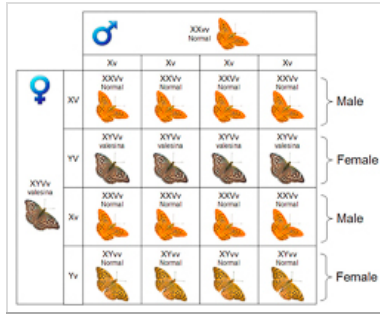 XXvv
Normal
Xv Xv Xv Xv
XV
XXVv XXVv XXVv XXVv
Normal Normal Normal Normal
Male
YV
XYVv XYVv XYVv XYVv
valesina valesina valesina valesina
Female
XYVv
valesina
Xv
XXVv XXVv XXVv XXVv
Normal Normal Normal Normal
Male
Yv
XYvv XYvv XYvv XYvv
Normal Normal Normal Normal
Female